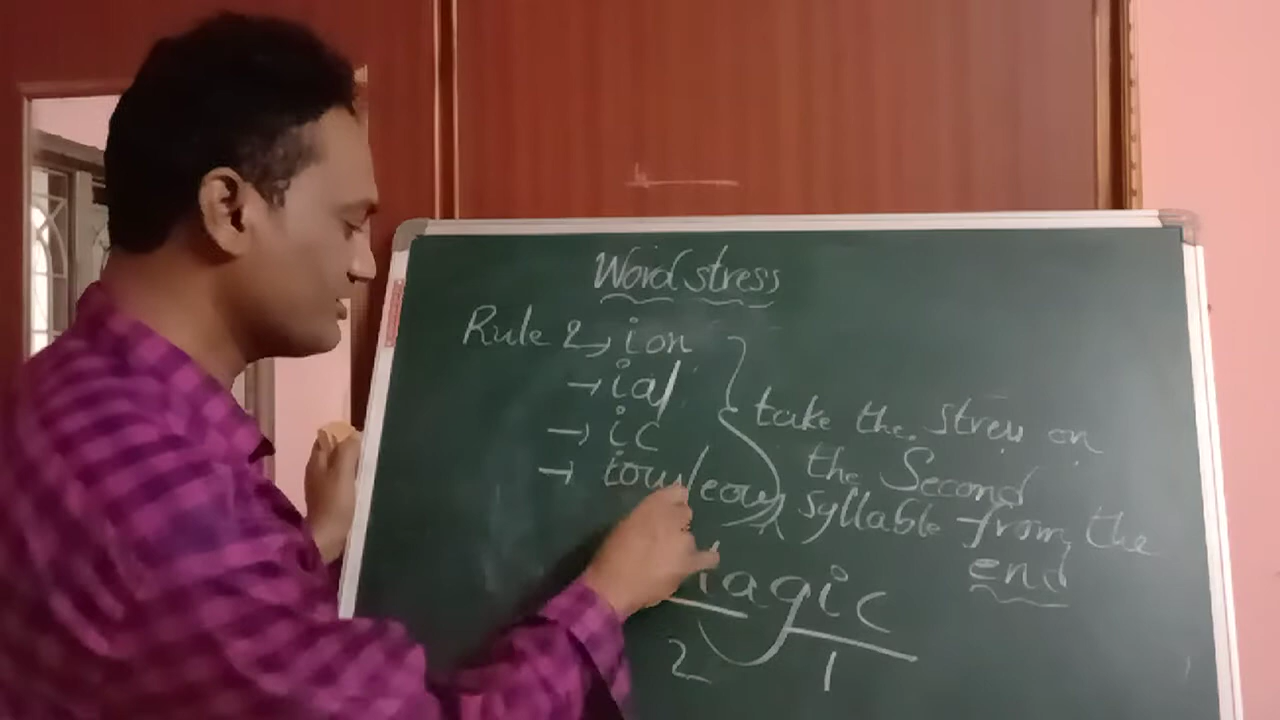 Word stress
Rule 2 → ion
→ ial
→ ic
→ ious/eous
take the stress on
the Second
syllable from the
end
agic
2 1